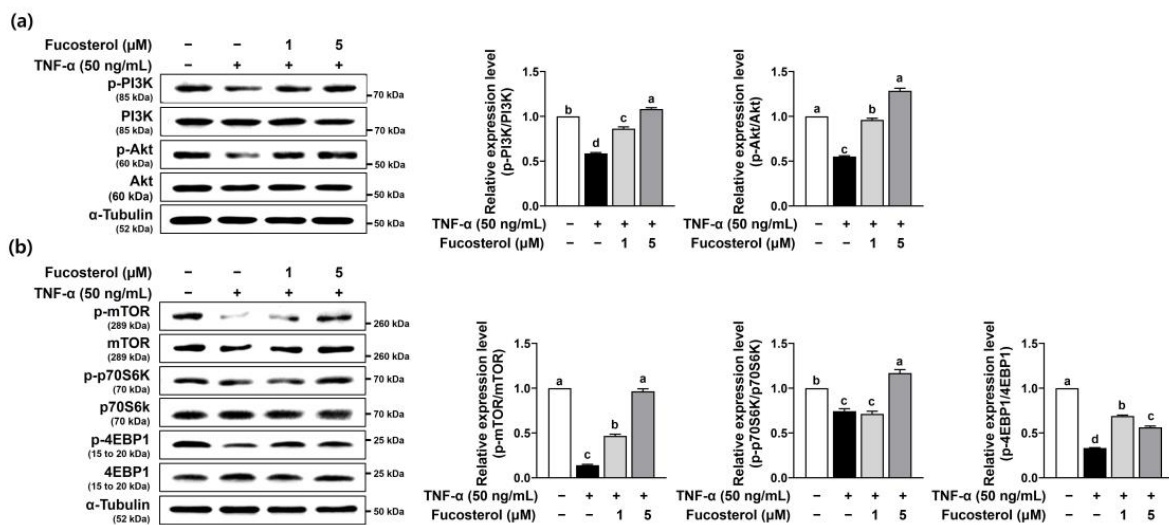 (a)
Fucosterol (μM) – – 1 5
TNF-α (50 ng/mL) – + + +
p-PI3K
(85 kDa)
70 kDa
PI3K
(85 kDa)
70 kDa
p-Akt
(60 kDa)
50 kDa
Akt
(60 kDa)
50 kDa
α-Tubulin
(52 kDa)
50 kDa
Relative expression level
(p-PI3K/PI3K)
1.5
1.0
0.5
0.0
b d c a
TNF-α (50 ng/mL) – + + +
Fucosterol (μM) – – 1 5
Relative expression level
(p-Akt/Akt)
1.5
1.0
0.5
0.0
a c b a
TNF-α (50 ng/mL) – + + +
Fucosterol (μM) – – 1 5
(b)
Fucosterol (μM) – – 1 5
TNF-α (50 ng/mL) – + + +
p-mTOR
(289 kDa)
260 kDa
mTOR
(289 kDa)
260 kDa
p-p70S6K
(70 kDa)
70 kDa
p70S6k
(70 kDa)
70 kDa
p-4EBP1
(15 to 20 kDa)
25 kDa
4EBP1
(15 to 20 kDa)
25 kDa
α-Tubulin
(52 kDa)
50 kDa
Relative expression level
(p-mTOR/mTOR)
1.5
1.0
0.5
0.0
a c b a
TNF-α (50 ng/mL) – + + +
Fucosterol (μM) – – 1 5
Relative expression level
(p-p70S6K/p70S6K)
1.5
1.0
0.5
0.0
b c c a
TNF-α (50 ng/mL) – + + +
Fucosterol (μM) – – 1 5
Relative expression level
(p-4EBP1/4EBP1)
1.5
1.0
0.5
0.0
a d b c
TNF-α (50 ng/mL) – + + +
Fucosterol (μM) – – 1 5